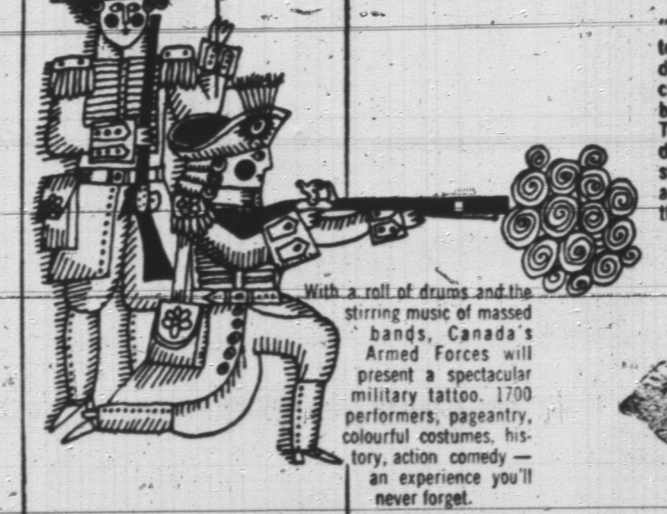 With a roll of drums and the
stirring music of massed
bands, Canada's
Armed Forces will
present a spectacular
military tattoo. 1700
performers, pageantry,
colourful costumes, his-
tory, action comedy —
an experience you'll
never forget.